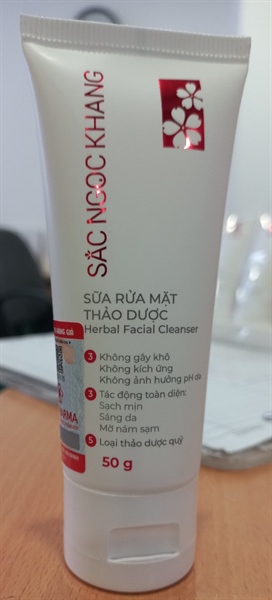 SẮC NGỌC KHANG
SỮA RỬA MẶT
THẢO DƯỢC
Herbal Facial Cleanser
3 Không gây khô
Không kích ứng
Không ảnh hưởng pH da
3 Tác động toàn diện:
Sạch mịn
Sáng da
Mờ nám sạm
5 Loại thảo dược quý
50 g